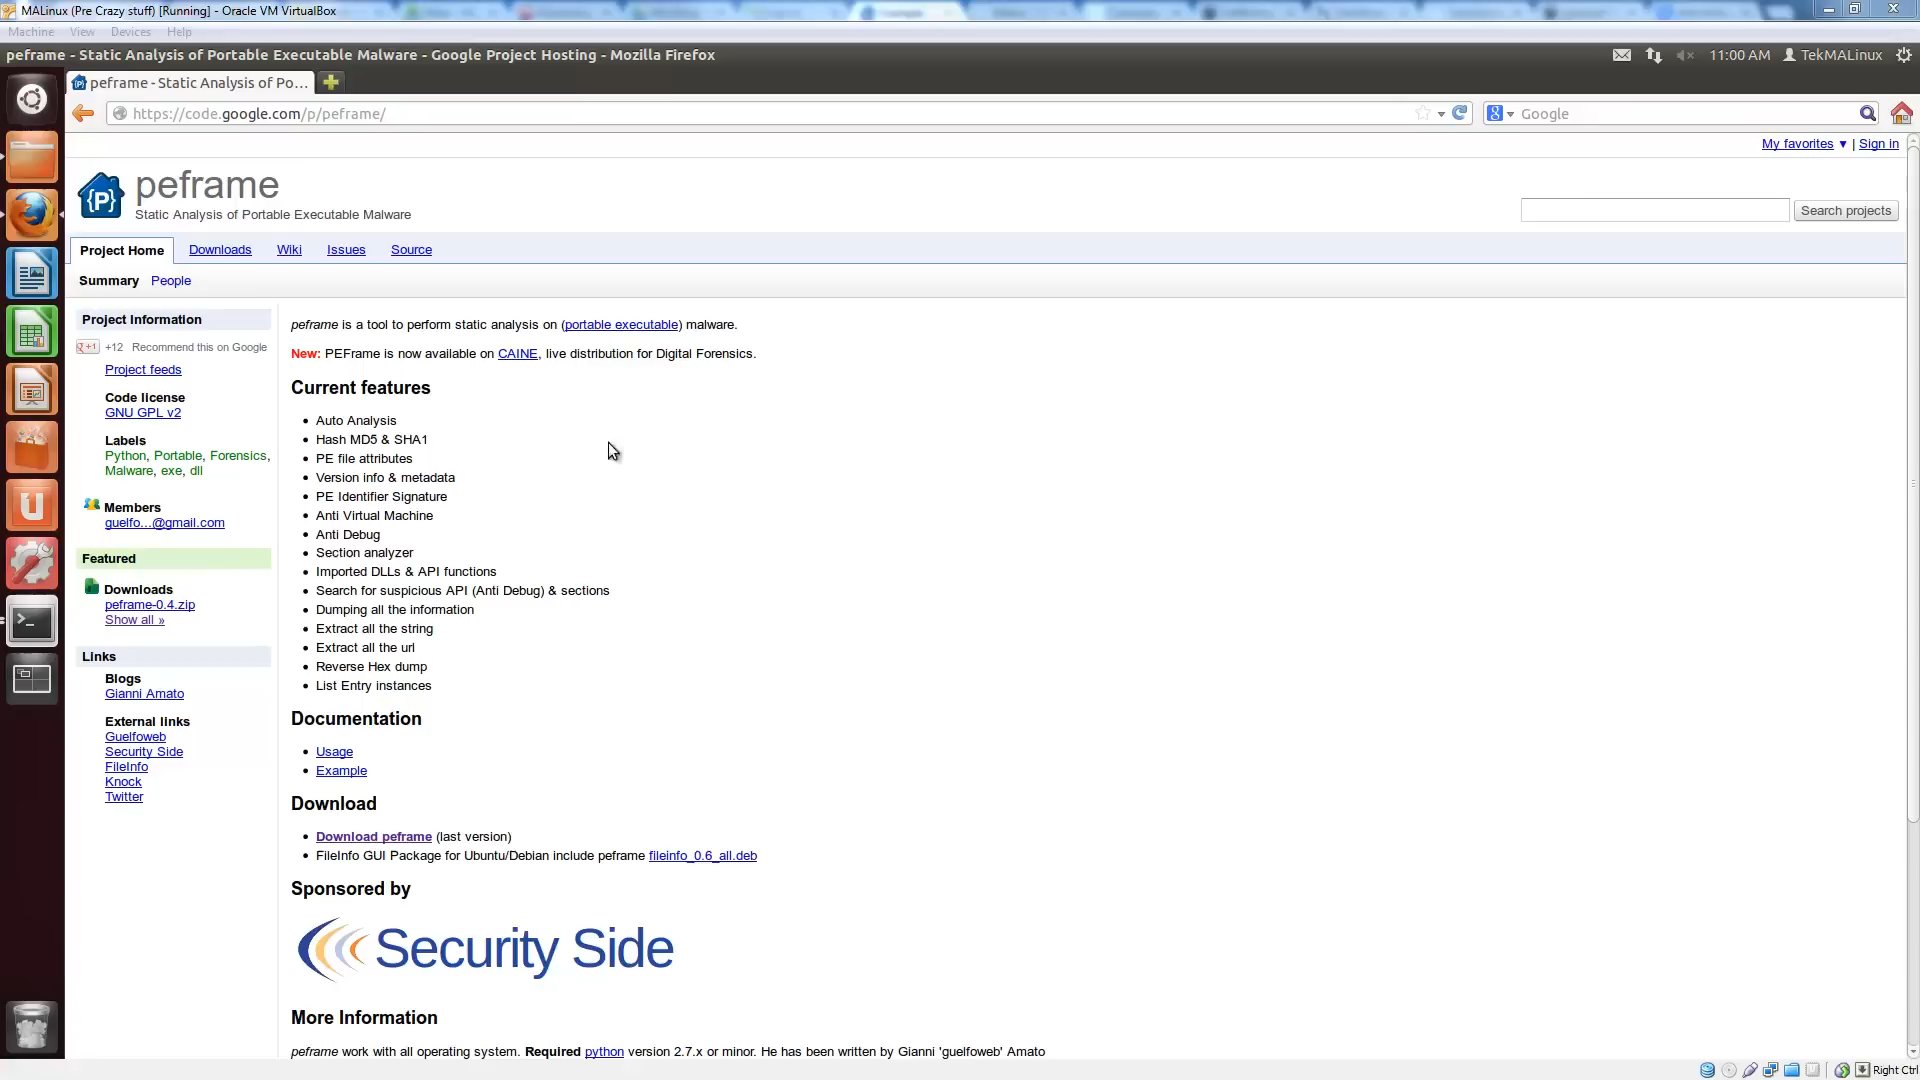 MALinux (Pre Crazy stuff) [Running] - Oracle VM VirtualBox
Machine View Devices Help
peframe - Static Analysis of Portable Executable Malware - Google Project Hosting - Mozilla Firefox
11:00 AM TekMALinux
peframe - Static Analysis of Po...
https://code.google.com/p/peframe/
Google
My favorites ▼ | Sign in
{P} peframe
Static Analysis of Portable Executable Malware
Search projects
Project Home Downloads Wiki Issues Source
Summary People
Project Information
+1 +12 Recommend this on Google
Project feeds
Code license
GNU GPL v2
Labels
Python, Portable, Forensics,
Malware, exe, dll
Members
guelfo...@gmail.com
Featured
Downloads
peframe-0.4.zip
Show all »
Links
Blogs
Gianni Amato
External links
Guelfoweb
Security Side
FileInfo
Knock
Twitter
peframe is a tool to perform static analysis on (portable executable) malware.
New: PEFrame is now available on CAINE, live distribution for Digital Forensics.
Current features
• Auto Analysis
• Hash MD5 & SHA1
• PE file attributes
• Version info & metadata
• PE Identifier Signature
• Anti Virtual Machine
• Anti Debug
• Section analyzer
• Imported DLLs & API functions
• Search for suspicious API (Anti Debug) & sections
• Dumping all the information
• Extract all the string
• Extract all the url
• Reverse Hex dump
• List Entry instances
Documentation
• Usage
• Example
Download
• Download peframe (last version)
• FileInfo GUI Package for Ubuntu/Debian include peframe fileinfo_0.6_all.deb
Sponsored by
Security Side
More Information
peframe work with all operating system. Required python version 2.7.x or minor. He has been written by Gianni 'guelfoweb' Amato
Right Ctrl